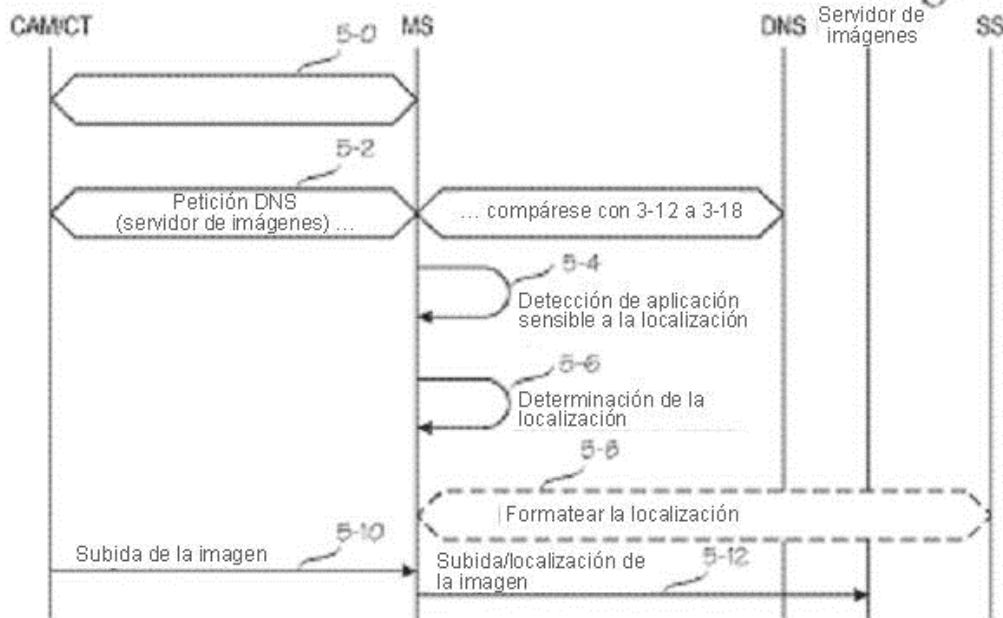 CAM/CT
MS
DNS
Servidor de
imágenes
SS
5-0
5-2
Petición DNS
(servidor de imágenes) ...
... compárese con 3-12 a 3-18
5-4
Detección de aplicación
sensible a la localización
5-6
Determinación de la
localización
5-8
Formatear la localización
5-10
Subida de la imagen
Subida/localización de
la imagen
5-12